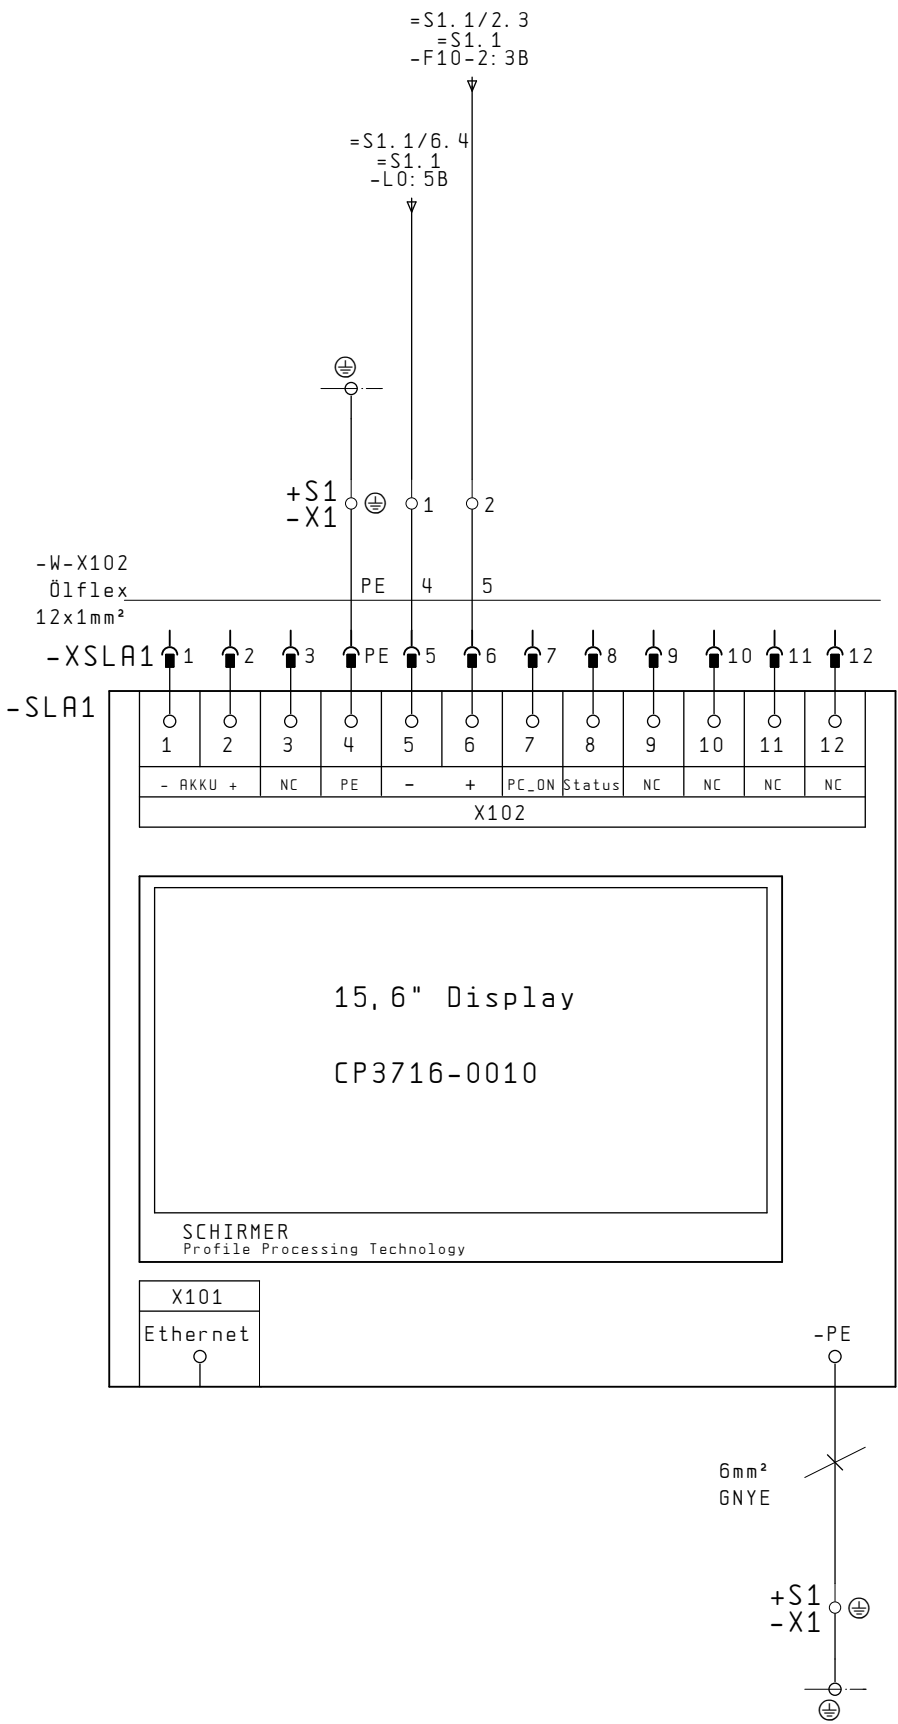 =S1.1/2.3
=S1.1
-F10-2:3B
=S1.1/6.4
=S1.1
-L0:5B
+S1
-X1
1
2
-W-X102
Ölflex
12x1mm²
PE 4 5
-XSLA1 1 2 3 PE 5 6 7 8 9 10 11 12
-SLA1
1 2 3 4 5 6 7 8 9 10 11 12
- AKKU + NC PE - + PC_ON Status NC NC NC NC
X102
15,6" Display
CP3716-0010
SCHIRMER
Profile Processing Technology
X101
Ethernet
-PE
6mm²
GNYE
+S1
-X1